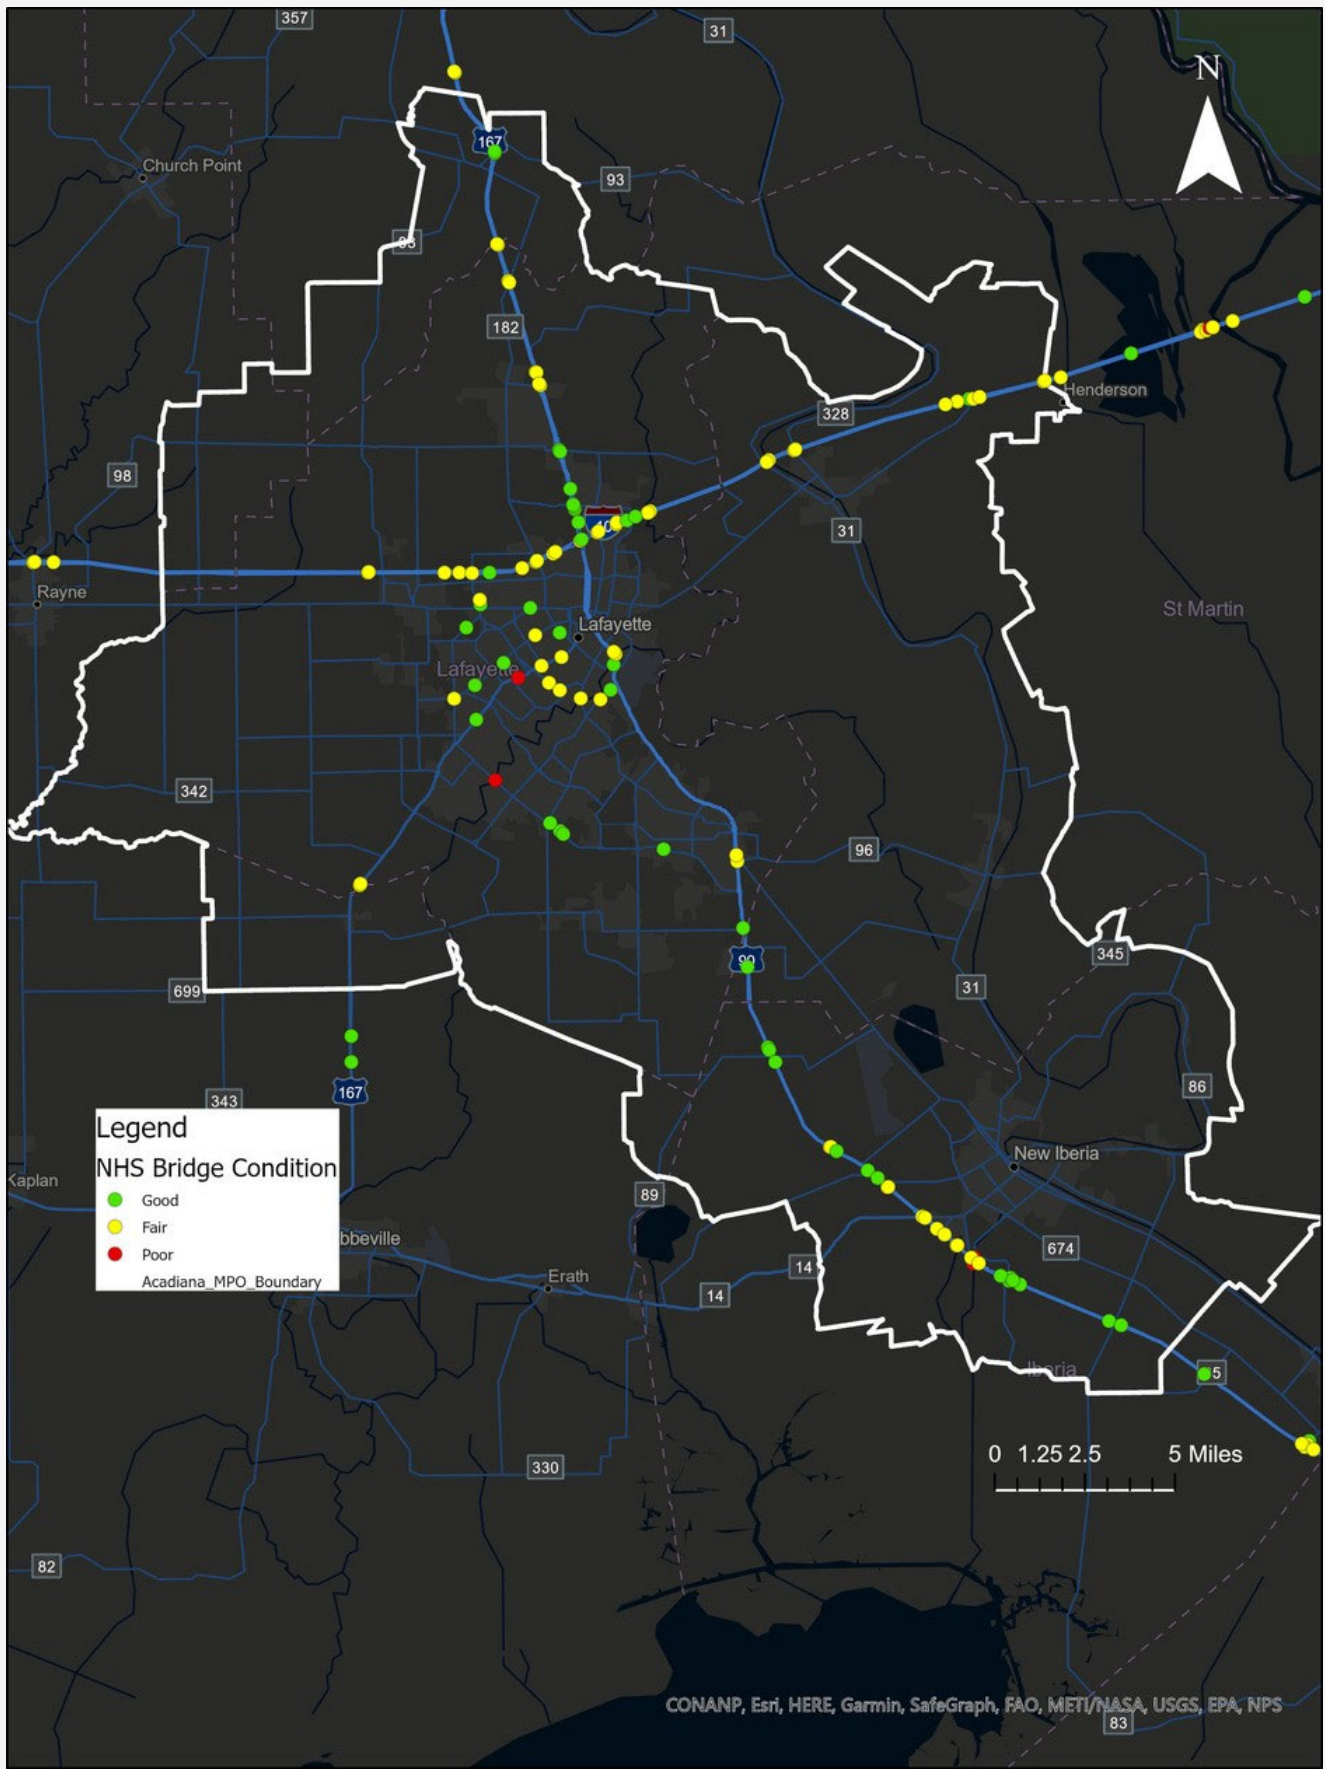 357
31
N
167
Church Point
93
93
182
Henderson
328
98
40
31
Rayne
St Martin
Lafayette
Lafayette
342
96
90
345
699
31
167
343
86
Legend
NHS Bridge Condition
Good
Fair
Poor
Acadiana_MPO_Boundary
New Iberia
Kaplan
89
bbeville
674
14
Erath
14
Iberia
5
0 1.25 2.5 5 Miles
330
82
CONANP, Esri, HERE, Garmin, SafeGraph, FAO, METI/NASA, USGS, EPA, NPS
83